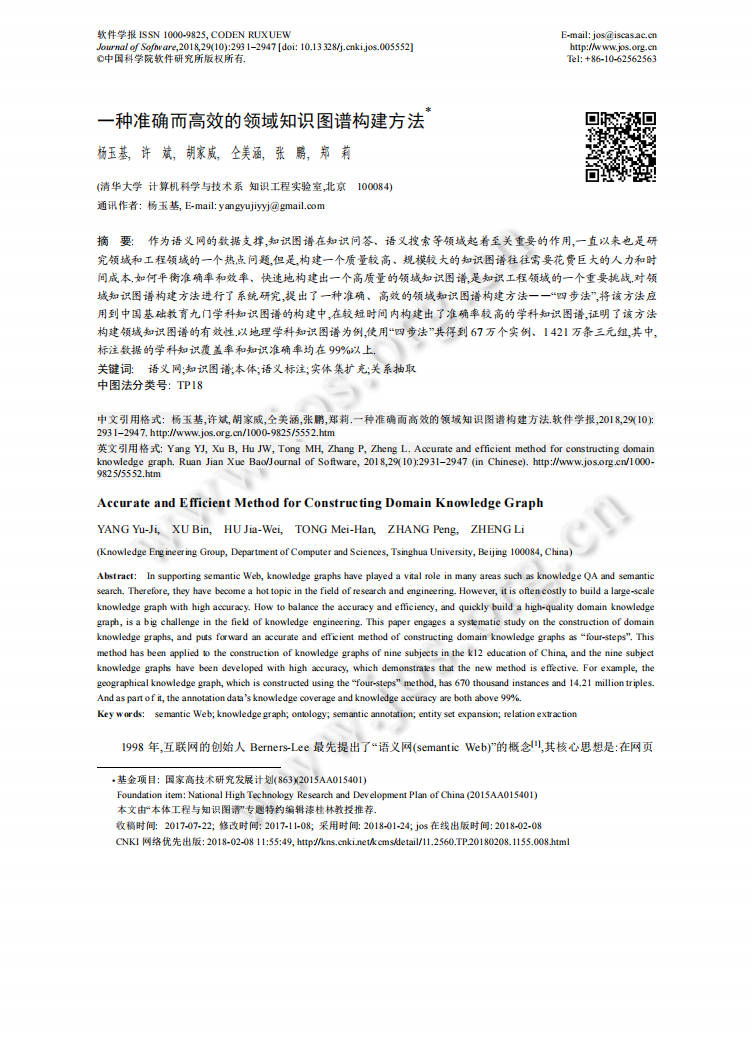 软件学报 ISSN 1000-9825, CODEN RUXUEW
E-mail: jos@iscas.ac.cn
Journal of Software,2018,29(10):2931−2947 [doi: 10.13328/j.cnki.jos.005552]
http://www.jos.org.cn
©中国科学院软件研究所版权所有.
Tel: +86-10-62562563
一种准确而高效的领域知识图谱构建方法*
杨玉基, 许 斌, 胡家威, 仝美涵, 张 鹏, 郑 莉
(清华大学 计算机科学与技术系 知识工程实验室,北京 100084)
通讯作者: 杨玉基, E-mail: yangyujiyyj@gmail.com
摘 要: 作为语义网的数据支撑,知识图谱在知识问答、语义搜索等领域起着至关重要的作用,一直以来也是研
究领域和工程领域的一个热点问题,但是,构建一个质量较高、规模较大的知识图谱往往需要花费巨大的人力和时
间成本.如何平衡准确率和效率、快速地构建出一个高质量的领域知识图谱,是知识工程领域的一个重要挑战.对领
域知识图谱构建方法进行了系统研究,提出了一种准确、高效的领域知识图谱构建方法——“四步法”,将该方法应
用到中国基础教育九门学科知识图谱的构建中,在较短时间内构建出了准确率较高的学科知识图谱,证明了该方法
构建领域知识图谱的有效性.以地理学科知识图谱为例,使用“四步法”共得到 67 万个实例、1 421 万条三元组,其中,
标注数据的学科知识覆盖率和知识准确率均在 99%以上.
关键词: 语义网;知识图谱;本体;语义标注;实体集扩充;关系抽取
中图法分类号: TP18
中文引用格式: 杨玉基,许斌,胡家威,仝美涵,张鹏,郑莉.一种准确而高效的领域知识图谱构建方法.软件学报,2018,29(10):
2931−2947. http://www.jos.org.cn/1000-9825/5552.htm
英文引用格式: Yang YJ, Xu B, Hu JW, Tong MH, Zhang P, Zheng L. Accurate and efficient method for constructing domain
knowledge graph. Ruan Jian Xue Bao/Journal of Software, 2018,29(10):2931−2947 (in Chinese). http://www.jos.org.cn/1000-
9825/5552.htm
Accurate and Efficient Method for Constructing Domain Knowledge Graph
YANG Yu-Ji, XU Bin, HU Jia-Wei, TONG Mei-Han, ZHANG Peng, ZHENG Li
(Knowledge Engineering Group, Department of Computer and Sciences, Tsinghua University, Beijing 100084, China)
Abstract: In supporting semantic Web, knowledge graphs have played a vital role in many areas such as knowledge QA and semantic
search. Therefore, they have become a hot topic in the field of research and engineering. However, it is often costly to build a large-scale
knowledge graph with high accuracy. How to balance the accuracy and efficiency, and quickly build a high-quality domain knowledge
graph, is a big challenge in the field of knowledge engineering. This paper engages a systematic study on the construction of domain
knowledge graphs, and puts forward an accurate and efficient method of constructing domain knowledge graphs as “four-steps”. This
method has been applied to the construction of knowledge graphs of nine subjects in the k12 education of China, and the nine subject
knowledge graphs have been developed with high accuracy, which demonstrates that the new method is effective. For example, the
geographical knowledge graph, which is constructed using the “four-steps” method, has 670 thousand instances and 14.21 million triples.
And as part of it, the annotation data’s knowledge coverage and knowledge accuracy are both above 99%.
Key words: semantic Web; knowledge graph; ontology; semantic annotation; entity set expansion; relation extraction
1998 年,互联网的创始人 Berners-Lee 最先提出了“语义网(semantic Web)”的概念[1],其核心思想是:在网页
* 基金项目: 国家高技术研究发展计划(863)(2015AA015401)
Foundation item: National High Technology Research and Development Plan of China (2015AA015401)
本文由“本体工程与知识图谱”专题特约编辑漆桂林教授推荐.
收稿时间: 2017-07-22; 修改时间: 2017-11-08; 采用时间: 2018-01-24; jos 在线出版时间: 2018-02-08
CNKI 网络优先出版: 2018-02-08 11:55:49, http://kns.cnki.net/kcms/detail/11.2560.TP.20180208.1155.008.html
www.jos.org.cn
www.jos.org.cn